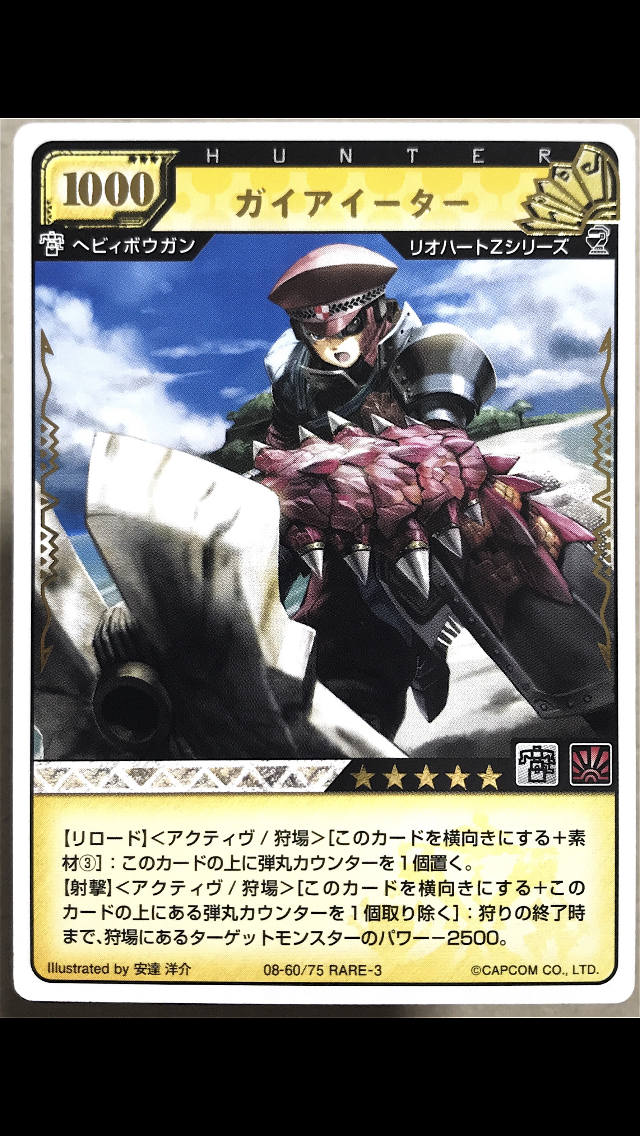 HUNTER
1000
ガイアイーター
ヘビィボウガン
リオハートZシリーズ
【リロード】<アクティヴ / 狩場>[このカードを横向きにする＋素
材③]：このカードの上に弾丸カウンターを１個置く。
【射撃】<アクティヴ / 狩場>[このカードを横向きにする＋この
カードの上にある弾丸カウンターを１個取り除く]：狩りの終了時
まで、狩場にあるターゲットモンスターのパワー－2500。
Illustrated by 安達 洋介
08-60/75 RARE-3
©CAPCOM CO., LTD.